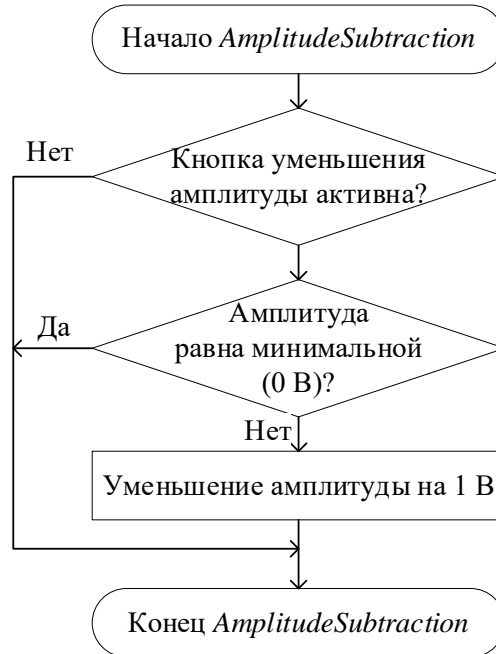 Начало AmplitudeSubtraction
Нет
Кнопка уменьшения
амплитуды активна?
Да
Амплитуда
равна минимальной
(0 В)?
Нет
Уменьшение амплитуды на 1 В
Конец AmplitudeSubtraction